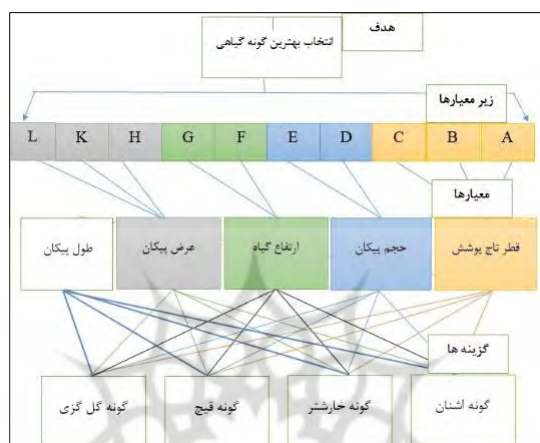 هدف
انتخاب بهترین گونه گیاهی
زیر معیارها
A B C D E F G H K L
معیارها
قطر تاج پوشش
حجم پیکان
ارتفاع گیاه
عرض پیکان
طول پیکان
گزینه ها
گونه اشنان
گونه خارشتر
گونه قیچ
گونه گل گزی